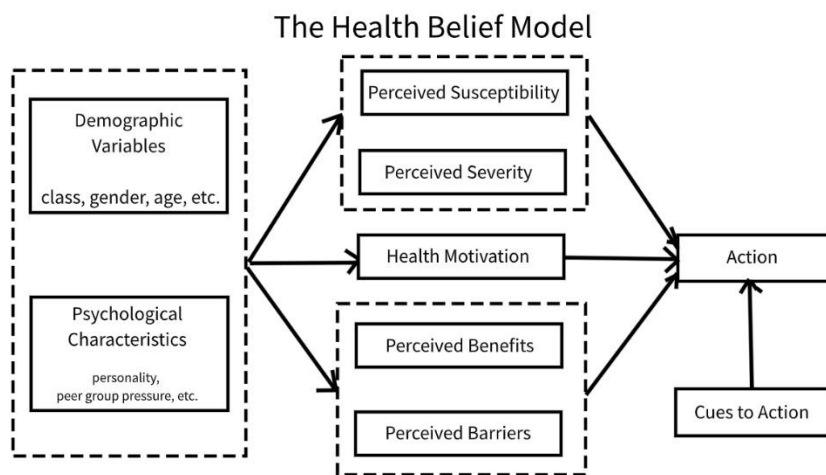 The Health Belief Model
Demographic
Variables
class, gender, age, etc.
Psychological
Characteristics
personality,
peer group pressure, etc.
Perceived Susceptibility
Perceived Severity
Health Motivation
Perceived Benefits
Perceived Barriers
Action
Cues to Action